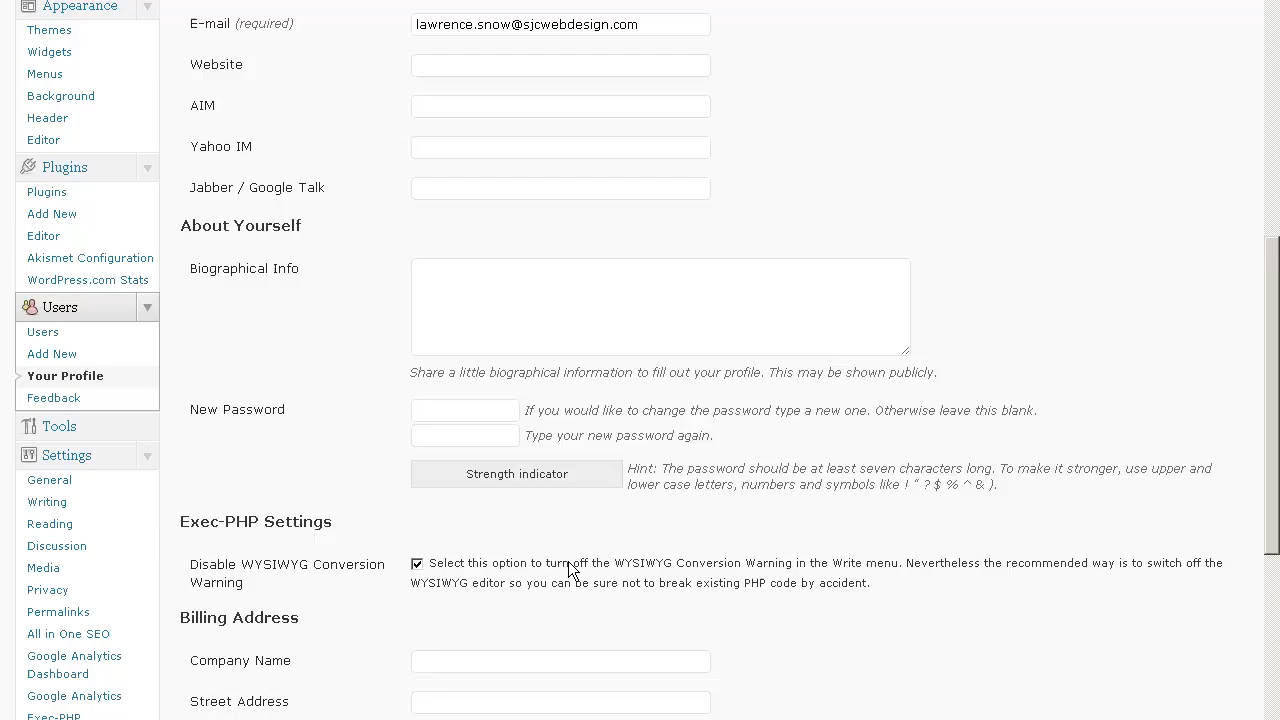 Appearance
Themes
Widgets
Menus
Background
Header
Editor
Plugins
Plugins
Add New
Editor
Akismet Configuration
WordPress.com Stats
Users
Users
Add New
Your Profile
Feedback
Tools
Settings
General
Writing
Reading
Discussion
Media
Privacy
Permalinks
All in One SEO
Google Analytics
Dashboard
Google Analytics
Exec-PHP
E-mail (required)
lawrence.snow@sjcwebdesign.com
Website
AIM
Yahoo IM
Jabber / Google Talk
About Yourself
Biographical Info
Share a little biographical information to fill out your profile. This may be shown publicly.
New Password
If you would like to change the password type a new one. Otherwise leave this blank.
Type your new password again.
Strength indicator
Hint: The password should be at least seven characters long. To make it stronger, use upper and
lower case letters, numbers and symbols like ! " ? $ % ^ & ).
Exec-PHP Settings
Disable WYSIWYG Conversion
Warning
Select this option to turn off the WYSIWYG Conversion Warning in the Write menu. Nevertheless the recommended way is to switch off the
WYSIWYG editor so you can be sure not to break existing PHP code by accident.
Billing Address
Company Name
Street Address